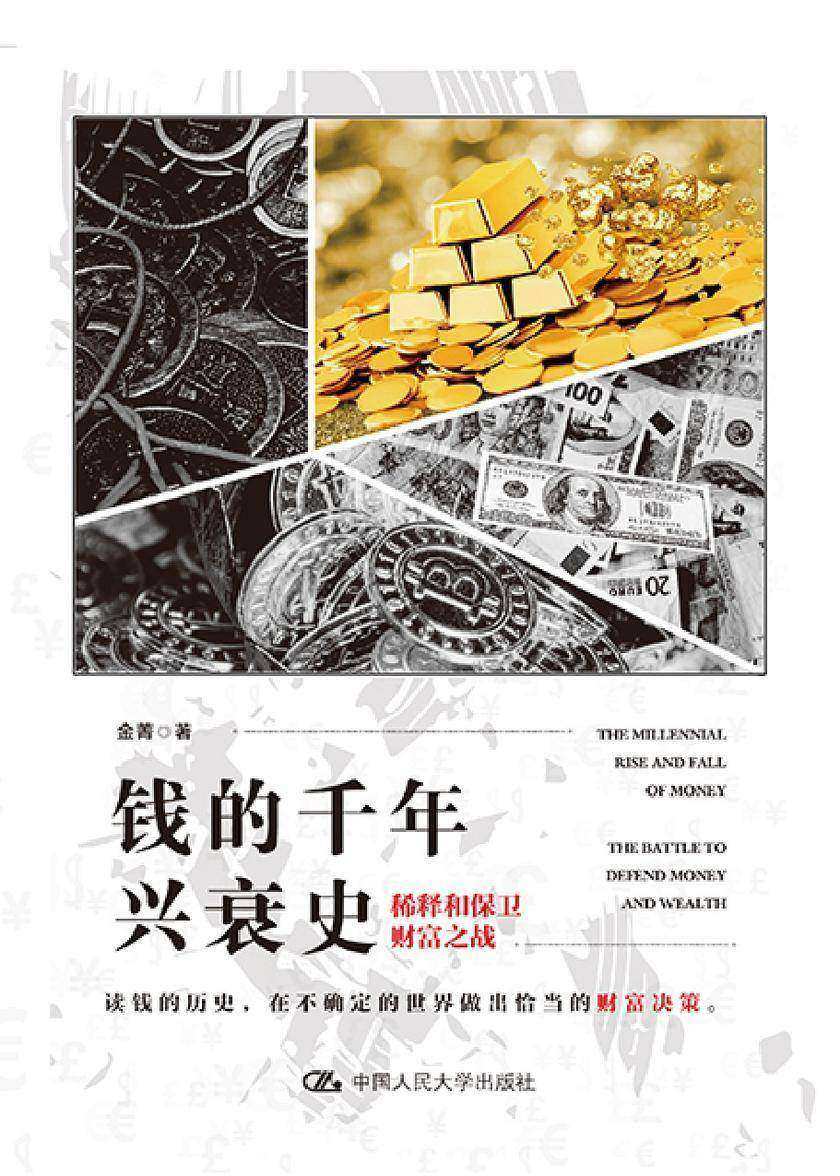 100
20
EURO
金菁◎著
THE MILLENNIAL
RISE AND FALL
OF MONEY
THE BATTLE TO
DEFEND MONEY
AND WEALTH
钱的千年
兴衰史
稀释和保卫
财富之战
读钱的历史，在不确定的世界做出恰当的财富决策。
中国人民大学出版社